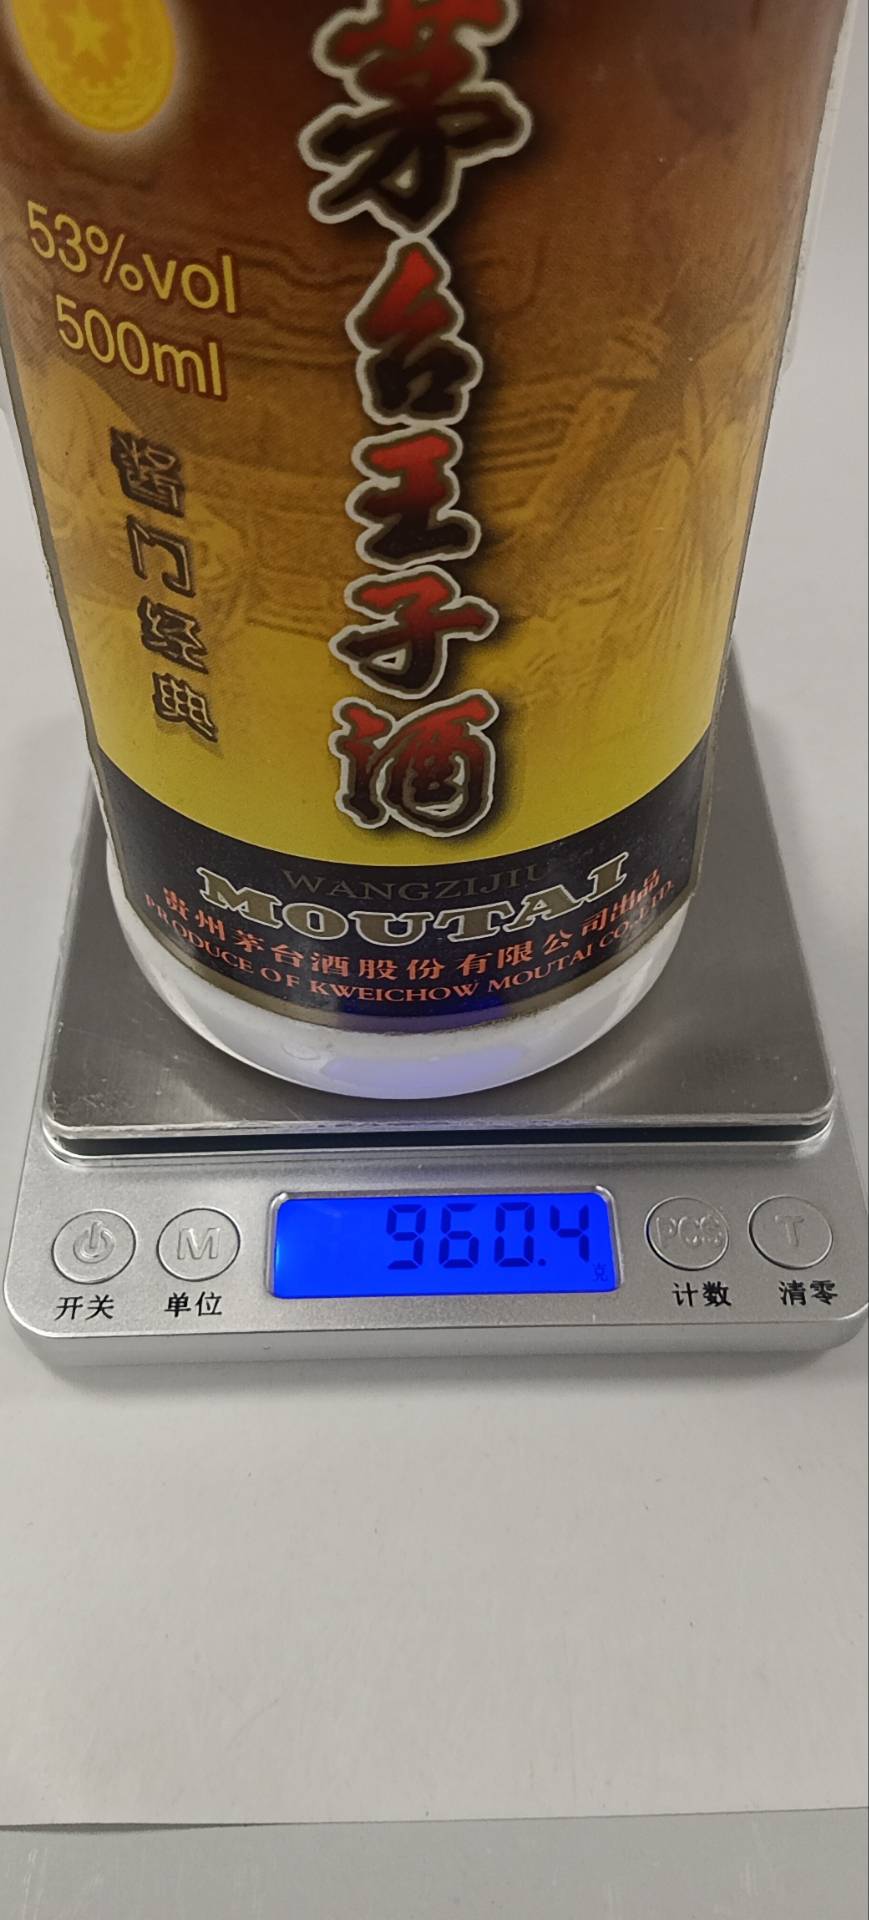 53%vol
500ml
酱门经典
茅台王子酒
WANGZIJIU
MOUTAI
贵州茅台酒股份有限公司出品
PRODUCE OF KWEICHOW MOUTAI CO., LTD.
960.4
克
M
PCS
T
开关
单位
计数
清零